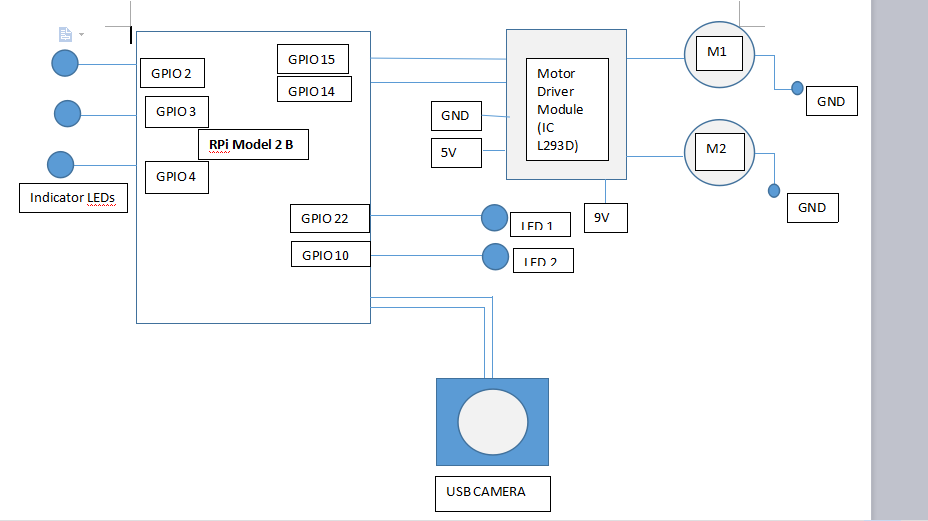 GPIO 2
GPIO 3
RPi Model 2 B
GPIO 4
Indicator LEDs
GPIO 15
GPIO 14
GPIO 22
GPIO 10
GND
5V
Motor
Driver
Module
(IC
L293D)
9V
LED 1
LED 2
M1
GND
M2
GND
USB CAMERA